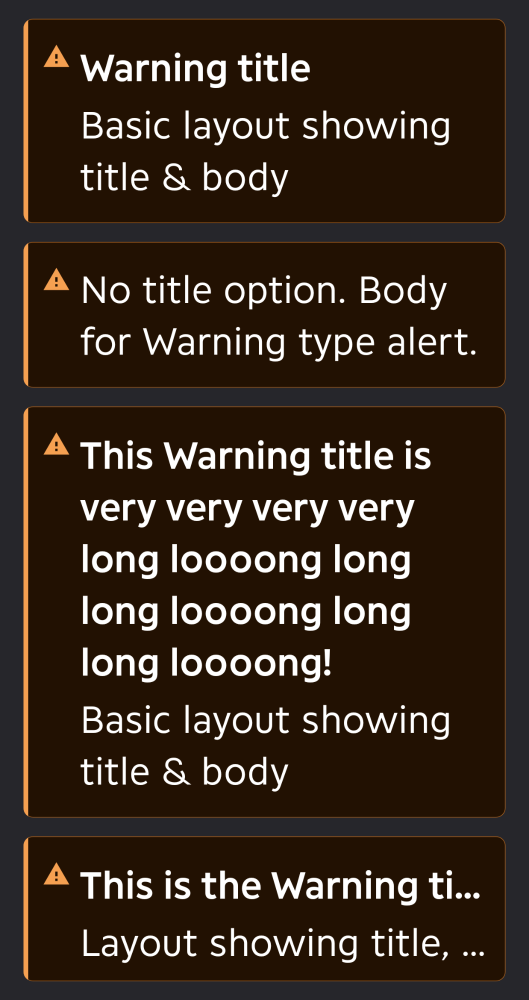 Warning title
Basic layout showing
title & body
No title option. Body
for Warning type alert.
This Warning title is
very very very very
long loooong long
long loooong long
long loooong!
Basic layout showing
title & body
This is the Warning ti...
Layout showing title, ...